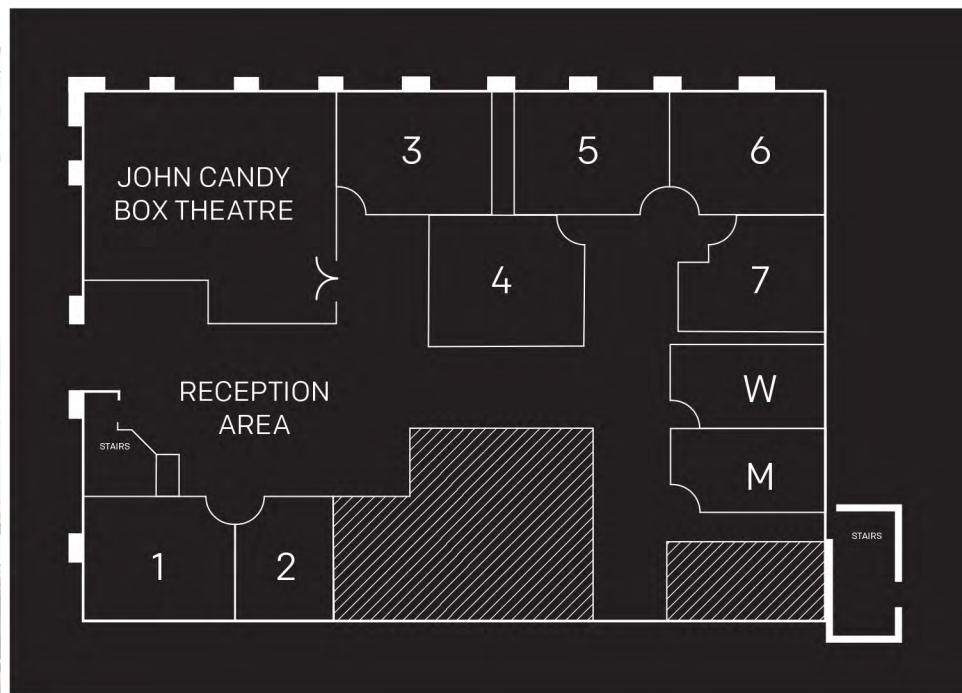 3
5
6
JOHN CANDY
BOX THEATRE
4
7
RECEPTION
AREA
W
STAIRS
M
STAIRS
1
2